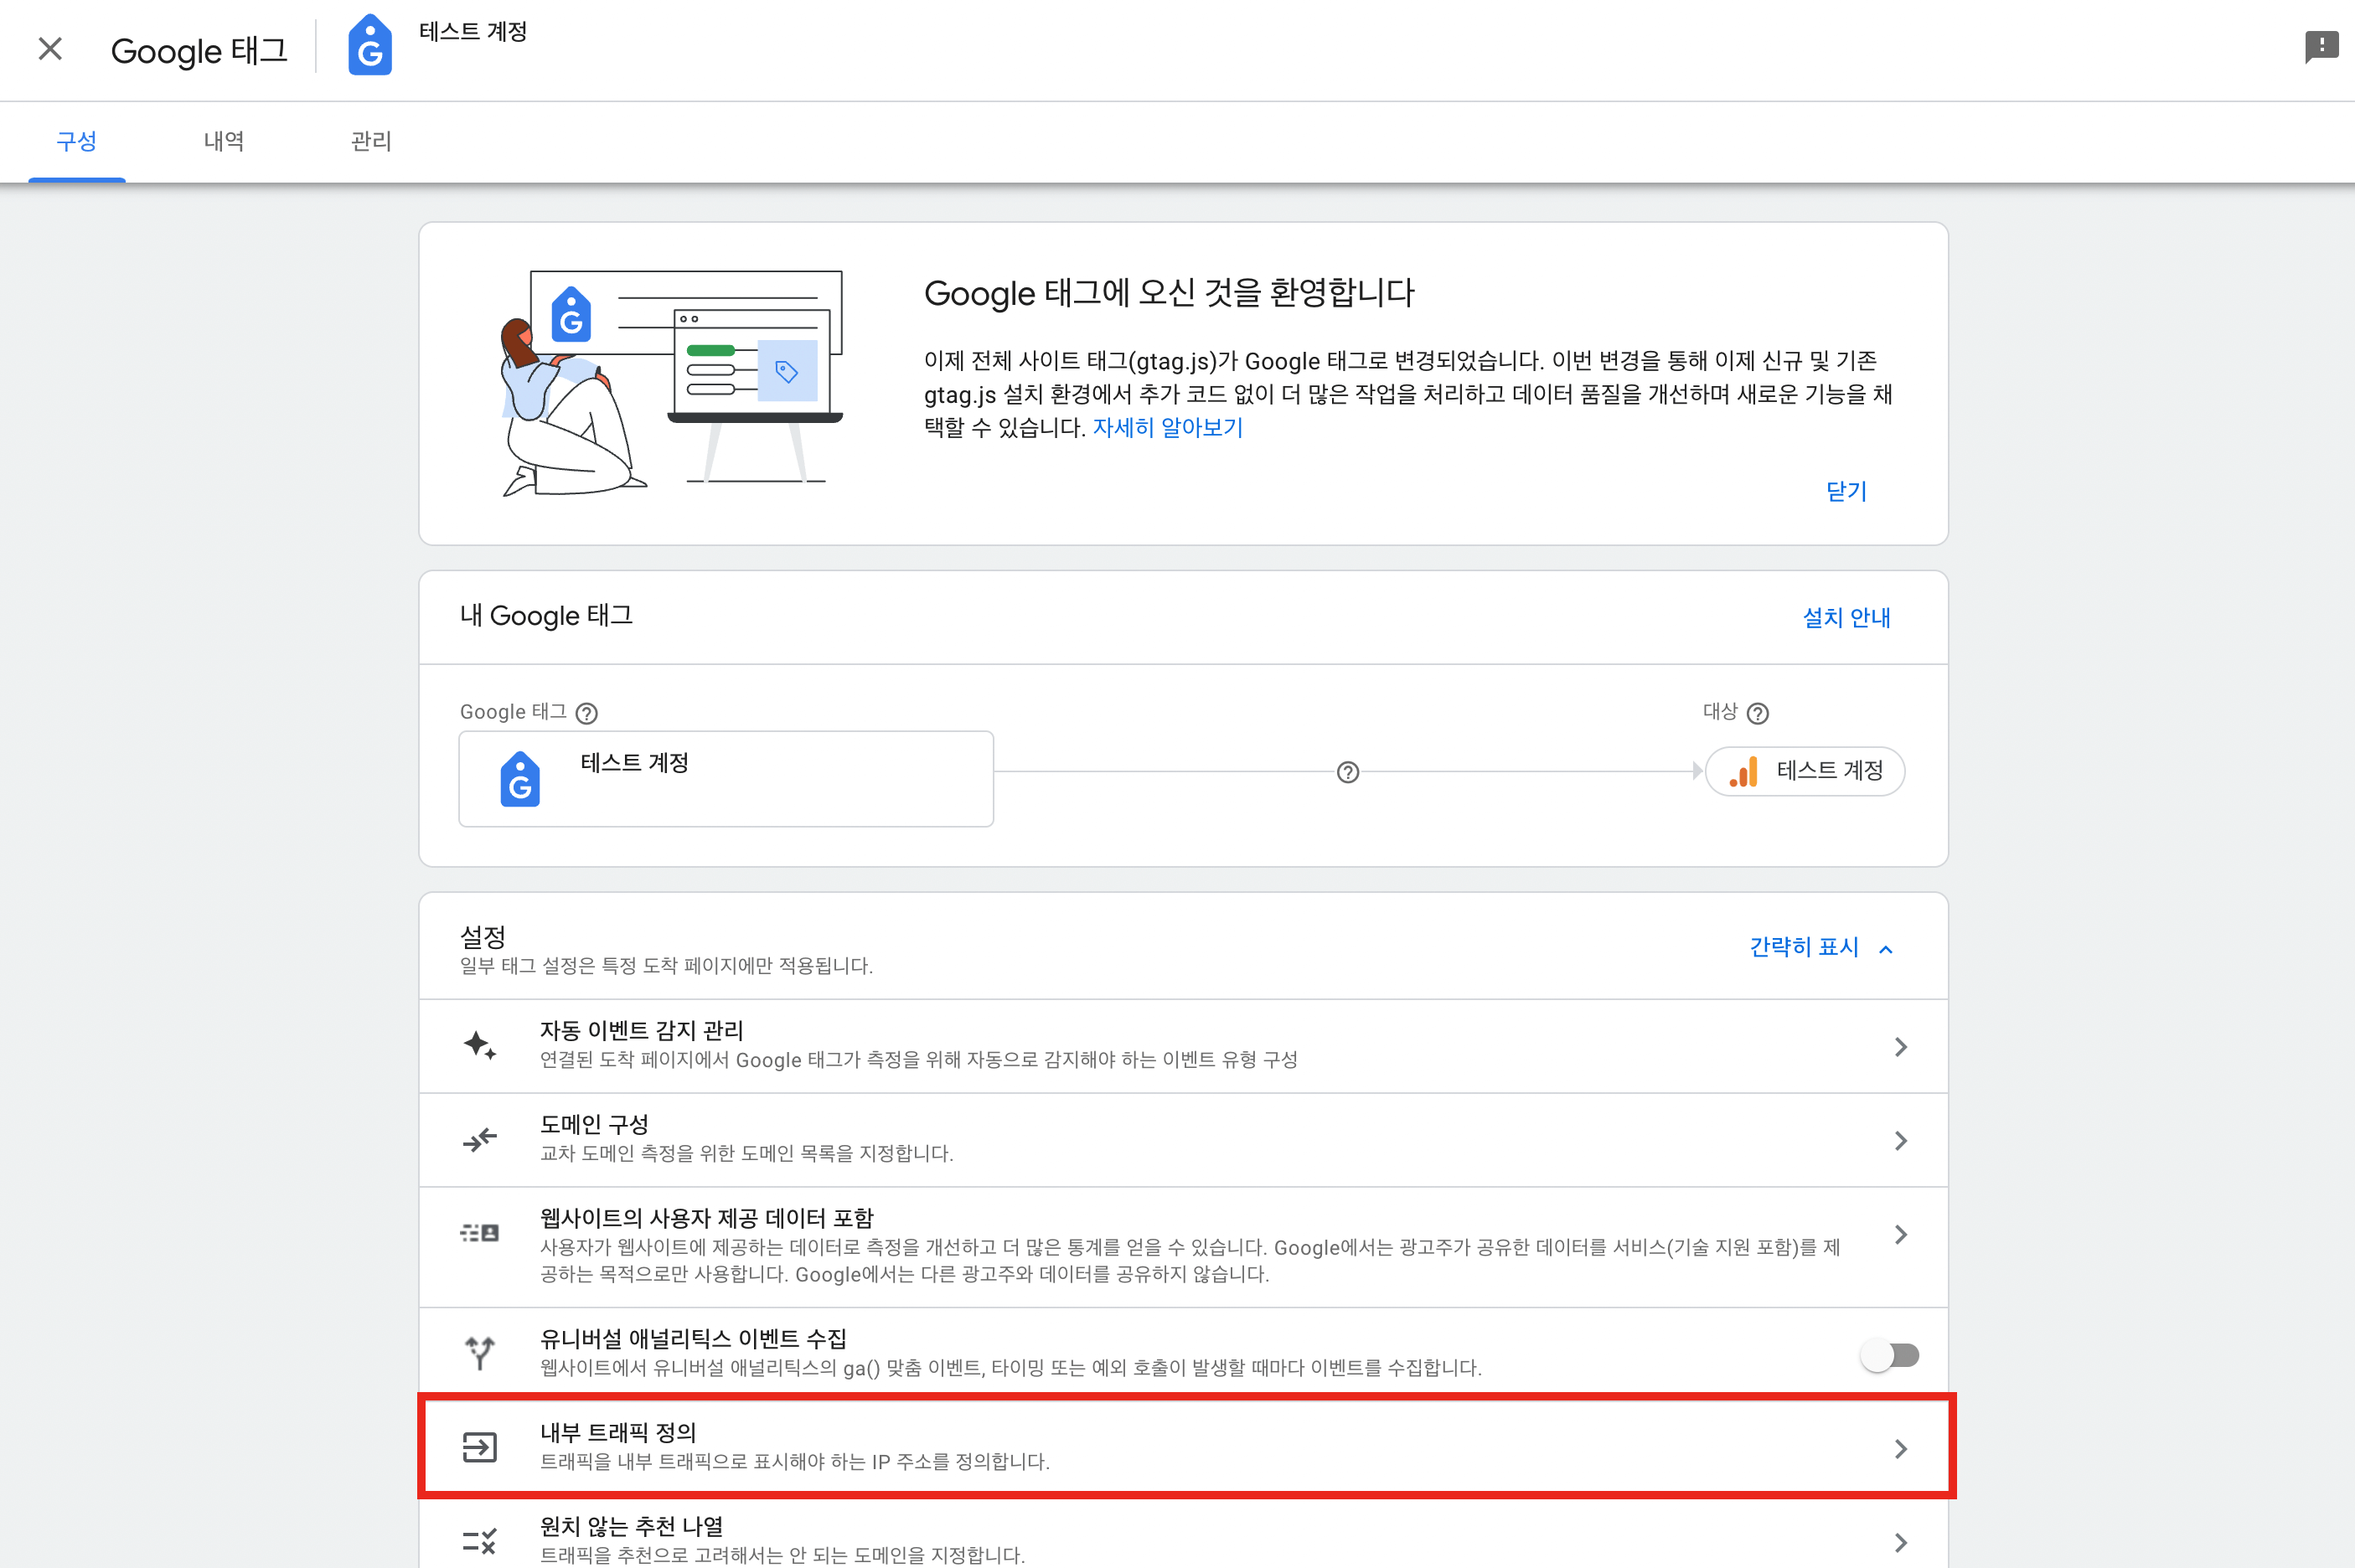 Google 태그
테스트 계정
구성
내역
관리
Google 태그에 오신 것을 환영합니다
이제 전체 사이트 태그(gtag.js)가 Google 태그로 변경되었습니다. 이번 변경을 통해 이제 신규 및 기존
gtag.js 설치 환경에서 추가 코드 없이 더 많은 작업을 처리하고 데이터 품질을 개선하며 새로운 기능을 채
택할 수 있습니다. 자세히 알아보기
닫기
내 Google 태그
설치 안내
Google 태그
대상
테스트 계정
테스트 계정
설정
일부 태그 설정은 특정 도착 페이지에만 적용됩니다.
간략히 표시
자동 이벤트 감지 관리
연결된 도착 페이지에서 Google 태그가 측정을 위해 자동으로 감지해야 하는 이벤트 유형 구성
도메인 구성
교차 도메인 측정을 위한 도메인 목록을 지정합니다.
웹사이트의 사용자 제공 데이터 포함
사용자가 웹사이트에 제공하는 데이터로 측정을 개선하고 더 많은 통계를 얻을 수 있습니다. Google에서는 광고주가 공유한 데이터를 서비스(기술 지원 포함)를 제
공하는 목적으로만 사용합니다. Google에서는 다른 광고주와 데이터를 공유하지 않습니다.
유니버설 애널리틱스 이벤트 수집
웹사이트에서 유니버설 애널리틱스의 ga() 맞춤 이벤트, 타이밍 또는 예외 호출이 발생할 때마다 이벤트를 수집합니다.
내부 트래픽 정의
트래픽을 내부 트래픽으로 표시해야 하는 IP 주소를 정의합니다.
원치 않는 추천 나열
트래픽을 추천으로 고려해서는 안 되는 도메인을 지정합니다.